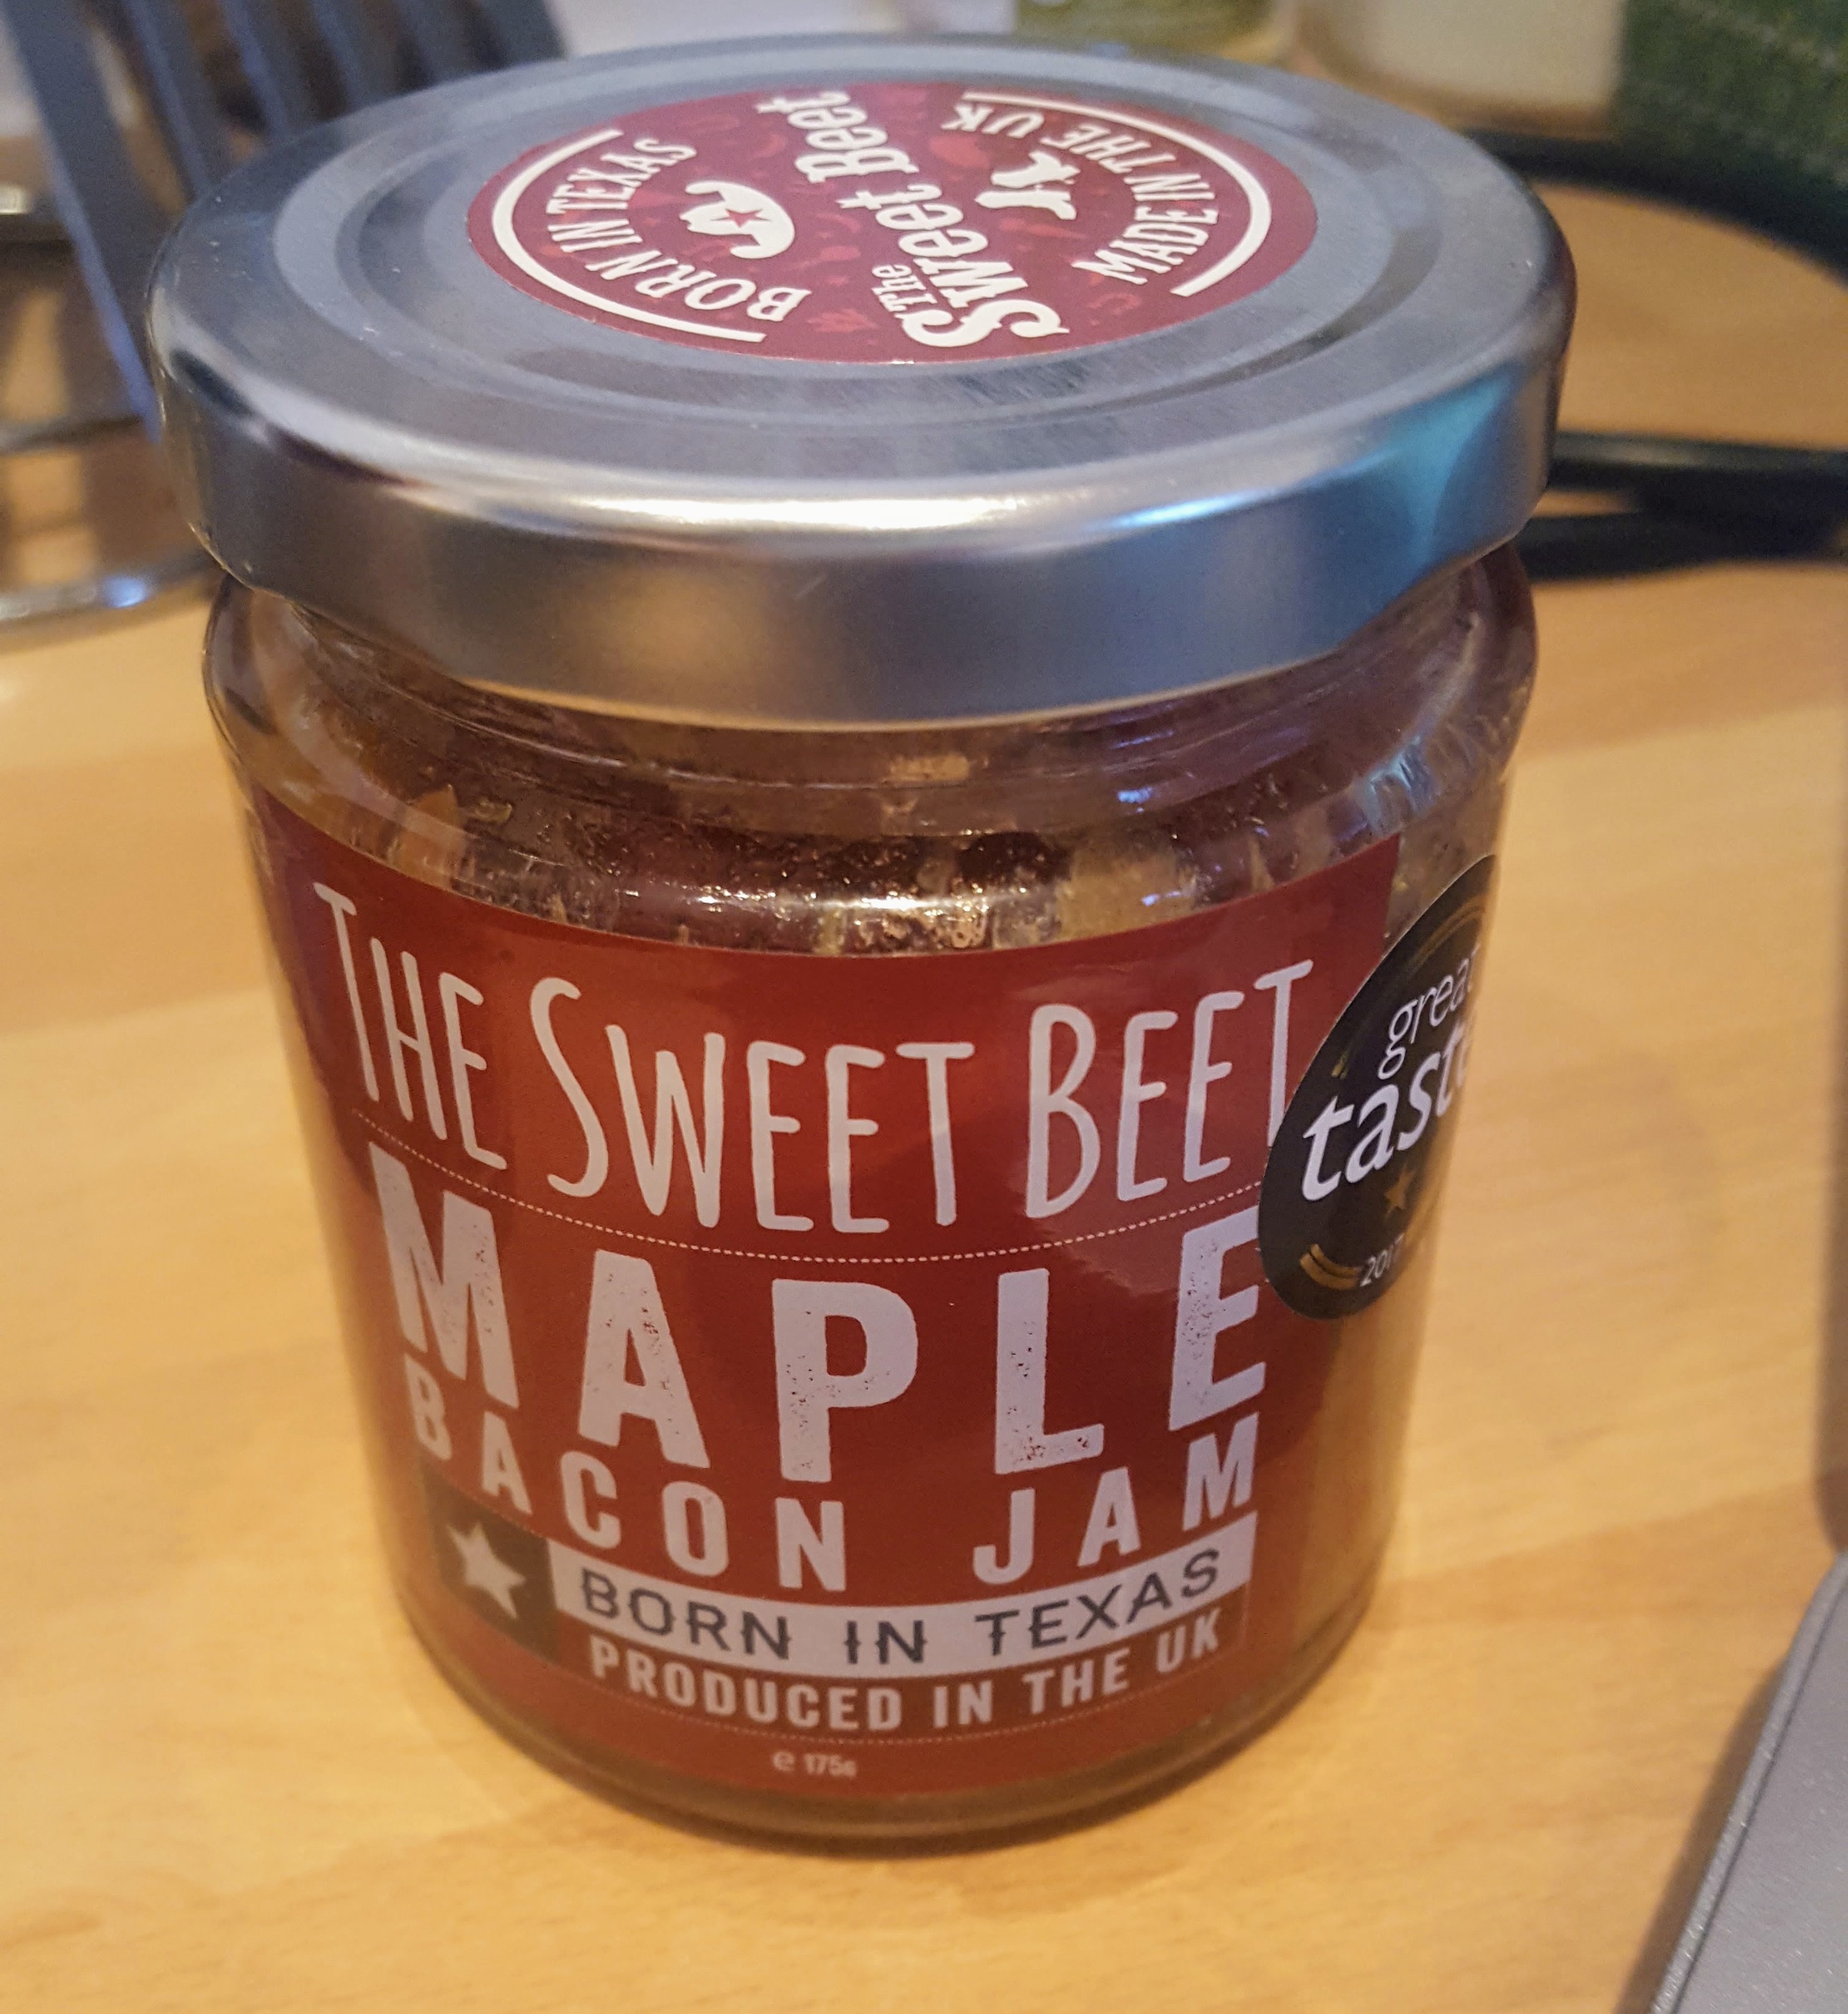 BORN IN TEXAS
The
Sweet Beet
MADE IN THE UK
THE SWEET BEET
MAPLE
BACON JAM
BORN IN TEXAS
PRODUCED IN THE UK
℮ 175g
great
taste
2017